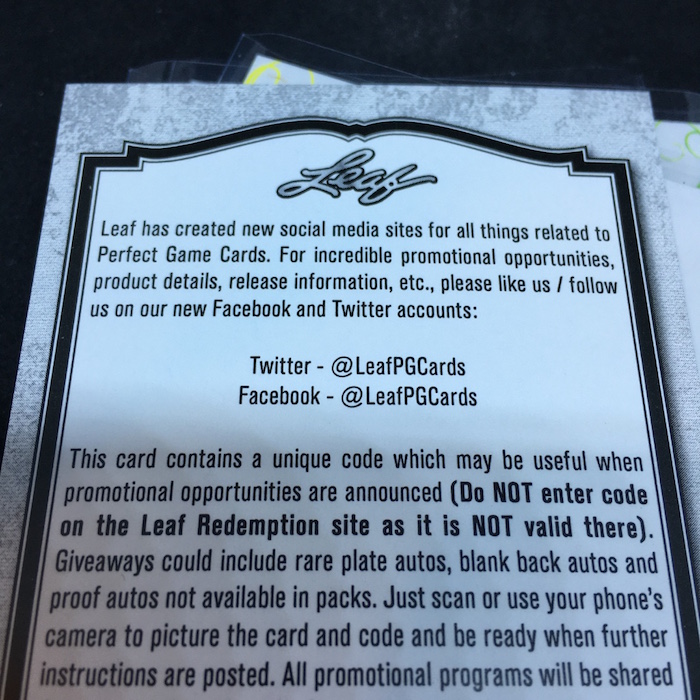 Leaf
Leaf has created new social media sites for all things related to
Perfect Game Cards. For incredible promotional opportunities,
product details, release information, etc., please like us / follow
us on our new Facebook and Twitter accounts:
Twitter - @LeafPGCards
Facebook - @LeafPGCards
This card contains a unique code which may be useful when
promotional opportunities are announced (Do NOT enter code
on the Leaf Redemption site as it is NOT valid there).
Giveaways could include rare plate autos, blank back autos and
proof autos not available in packs. Just scan or use your phone's
camera to picture the card and code and be ready when further
instructions are posted. All promotional programs will be shared